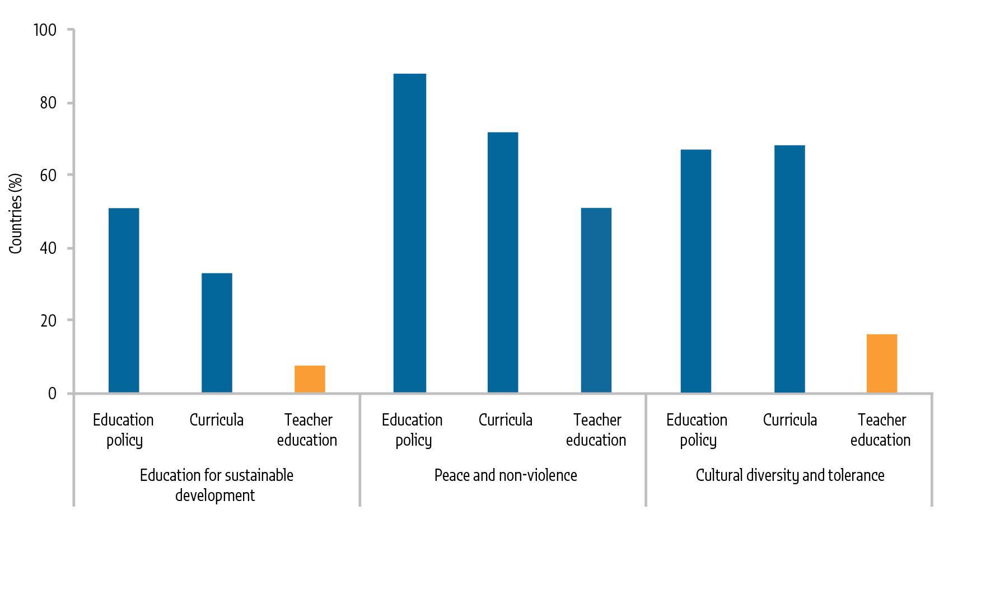 100
80
60
40
20
0
Countries (%)
Education
policy
Curricula
Teacher
education
Education
policy
Curricula
Teacher
education
Education
policy
Curricula
Teacher
education
Education for sustainable
development
Peace and non-violence
Cultural diversity and tolerance